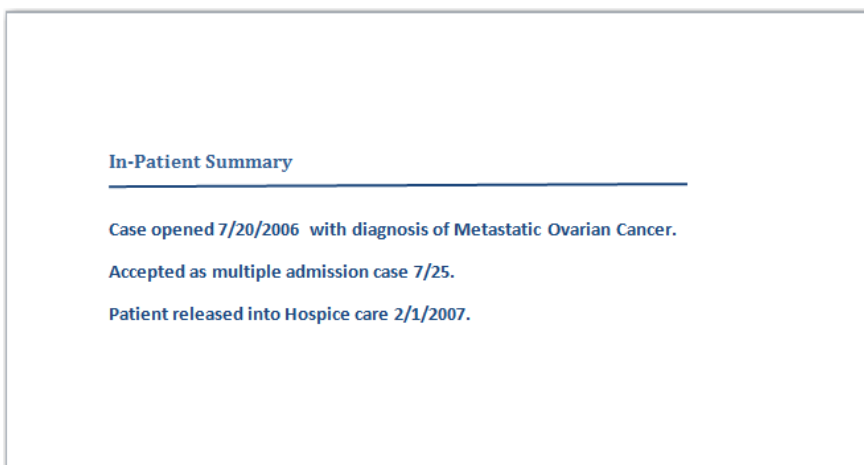 In-Patient Summary
Case opened 7/20/2006  with diagnosis of Metastatic Ovarian Cancer.
Accepted as multiple admission case 7/25.
Patient released into Hospice care 2/1/2007.